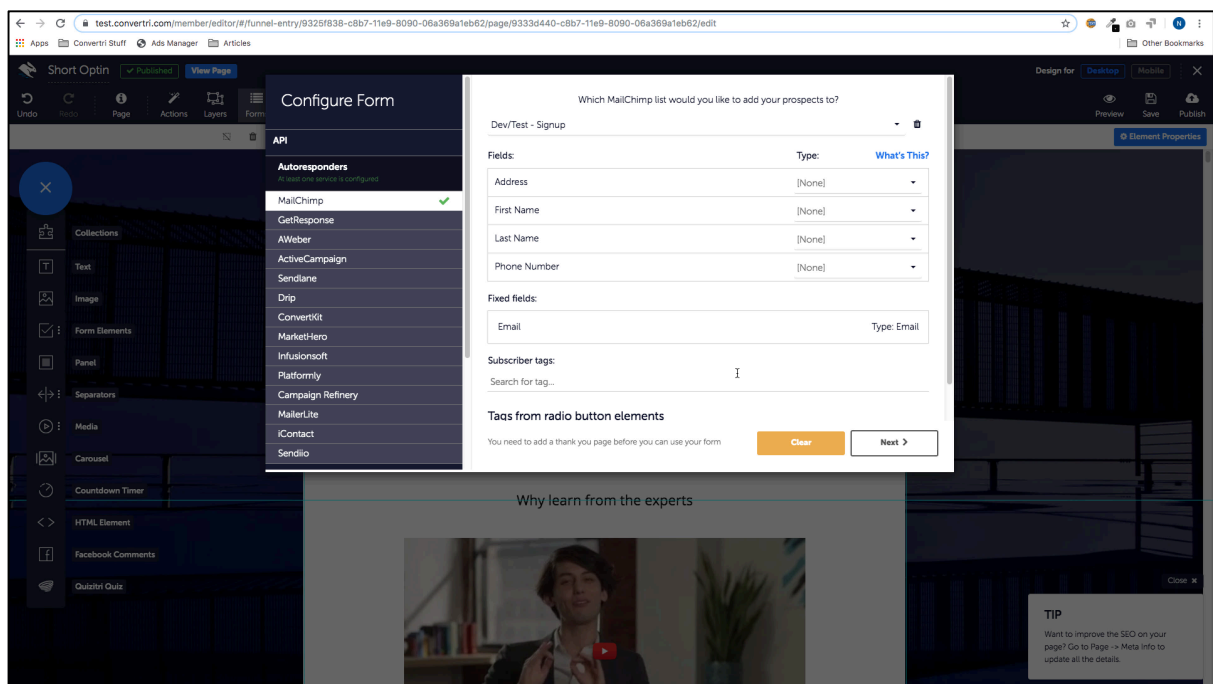 test.convertri.com/member/editor/#/funnel-entry/9325f838-c8b7-11e9-8090-06a369a1eb62/page/9333d440-c8b7-11e9-8090-06a369a1eb62/edit
N
Apps Convertri Stuff Ads Manager Articles Other Bookmarks
Short Optin Published View Page Design for Desktop Mobile
Undo Redo Page Actions Layers Form Preview Save Publish
Element Properties
Configure Form
API
Autoresponders
At least one service is configured
MailChimp
GetResponse
AWeber
ActiveCampaign
Sendlane
Drip
ConvertKit
MarketHero
Infusionsoft
Platformly
Campaign Refinery
MailerLite
iContact
Sendiio
Which MailChimp list would you like to add your prospects to?
Dev/Test - Signup
Fields: Type: What's This?
Address [None]
First Name [None]
Last Name [None]
Phone Number [None]
Fixed fields:
Email Type: Email
Subscriber tags:
Search for tag...
Tags from radio button elements
You need to add a thank you page before you can use your form Clear Next >
Collections
Text
Image
Form Elements
Panel
Separators
Media
Carousel
Countdown Timer
HTML Element
Facebook Comments
Quizitri Quiz
Why learn from the experts
Close x
TIP
Want to improve the SEO on your
page? Go to Page -> Meta Info to
update all the details.